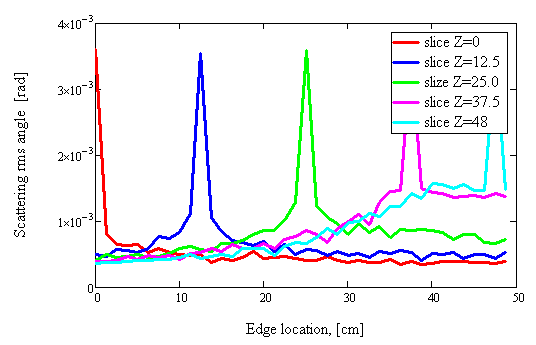 4×10⁻³
3×10⁻³
2×10⁻³
1×10⁻³
0
Scattering rms angle [rad]
slice Z=0
slice Z=12.5
slize Z=25.0
slice Z=37.5
slice Z=48
0 10 20 30 40 50
Edge location, [cm]